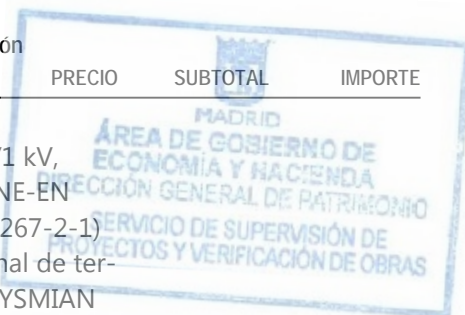 ón
PRECIO SUBTOTAL IMPORTE
MADRID
ÁREA DE GOBIERNO DE
/1 kV, ECONOMÍA Y HACIENDA
NE-EN DIRECCIÓN GENERAL DE PATRIMONIO
267-2-1) SERVICIO DE SUPERVISIÓN DE
PROYECTOS Y VERIFICACIÓN DE OBRAS
nal de ter-
YSMIAN